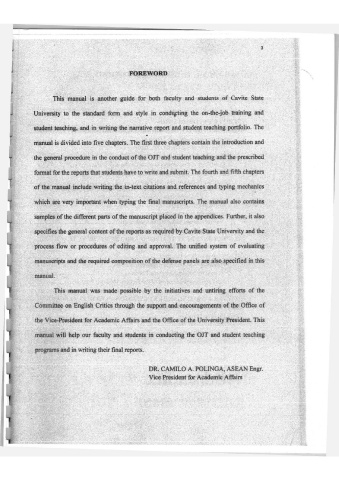 i
FOREWORD
This manual is another guide for both faculty and students of Cavite State
University to the standard form and style in conducting the on-the-job training and
student teaching, and in writing the narrative report and student teaching portfolio. The
manual is divided into five chapters. The first three chapters contain the introduction and
the general procedure in the conduct of the OJT and student teaching and the prescribed
format for the reports that students have to write and submit. The fourth and fifth chapters
of the manual include writing the in-text citations and references and typing mechanics
which are very important when typing the final manuscripts. The manual also contains
samples of the different parts of the manuscript placed in the appendices. Further, it also
specifies the general content of the reports as required by Cavite State University and the
process flow or procedures of editing and approval. The unified system of evaluating
manuscripts and the required composition of the defense panels are also specified in this
manual.
This manual was made possible by the initiatives and untiring efforts of the
Committee on English Critics through the support and encouragements of the Office of
the Vice-President for Academic Affairs and the Office of the University President. This
manual will help our faculty and students in conducting the OJT and student teaching
programs and in writing their final reports.
DR. CAMILO A. POLINGA, ASEAN Engr.
Vice President for Academic Affairs